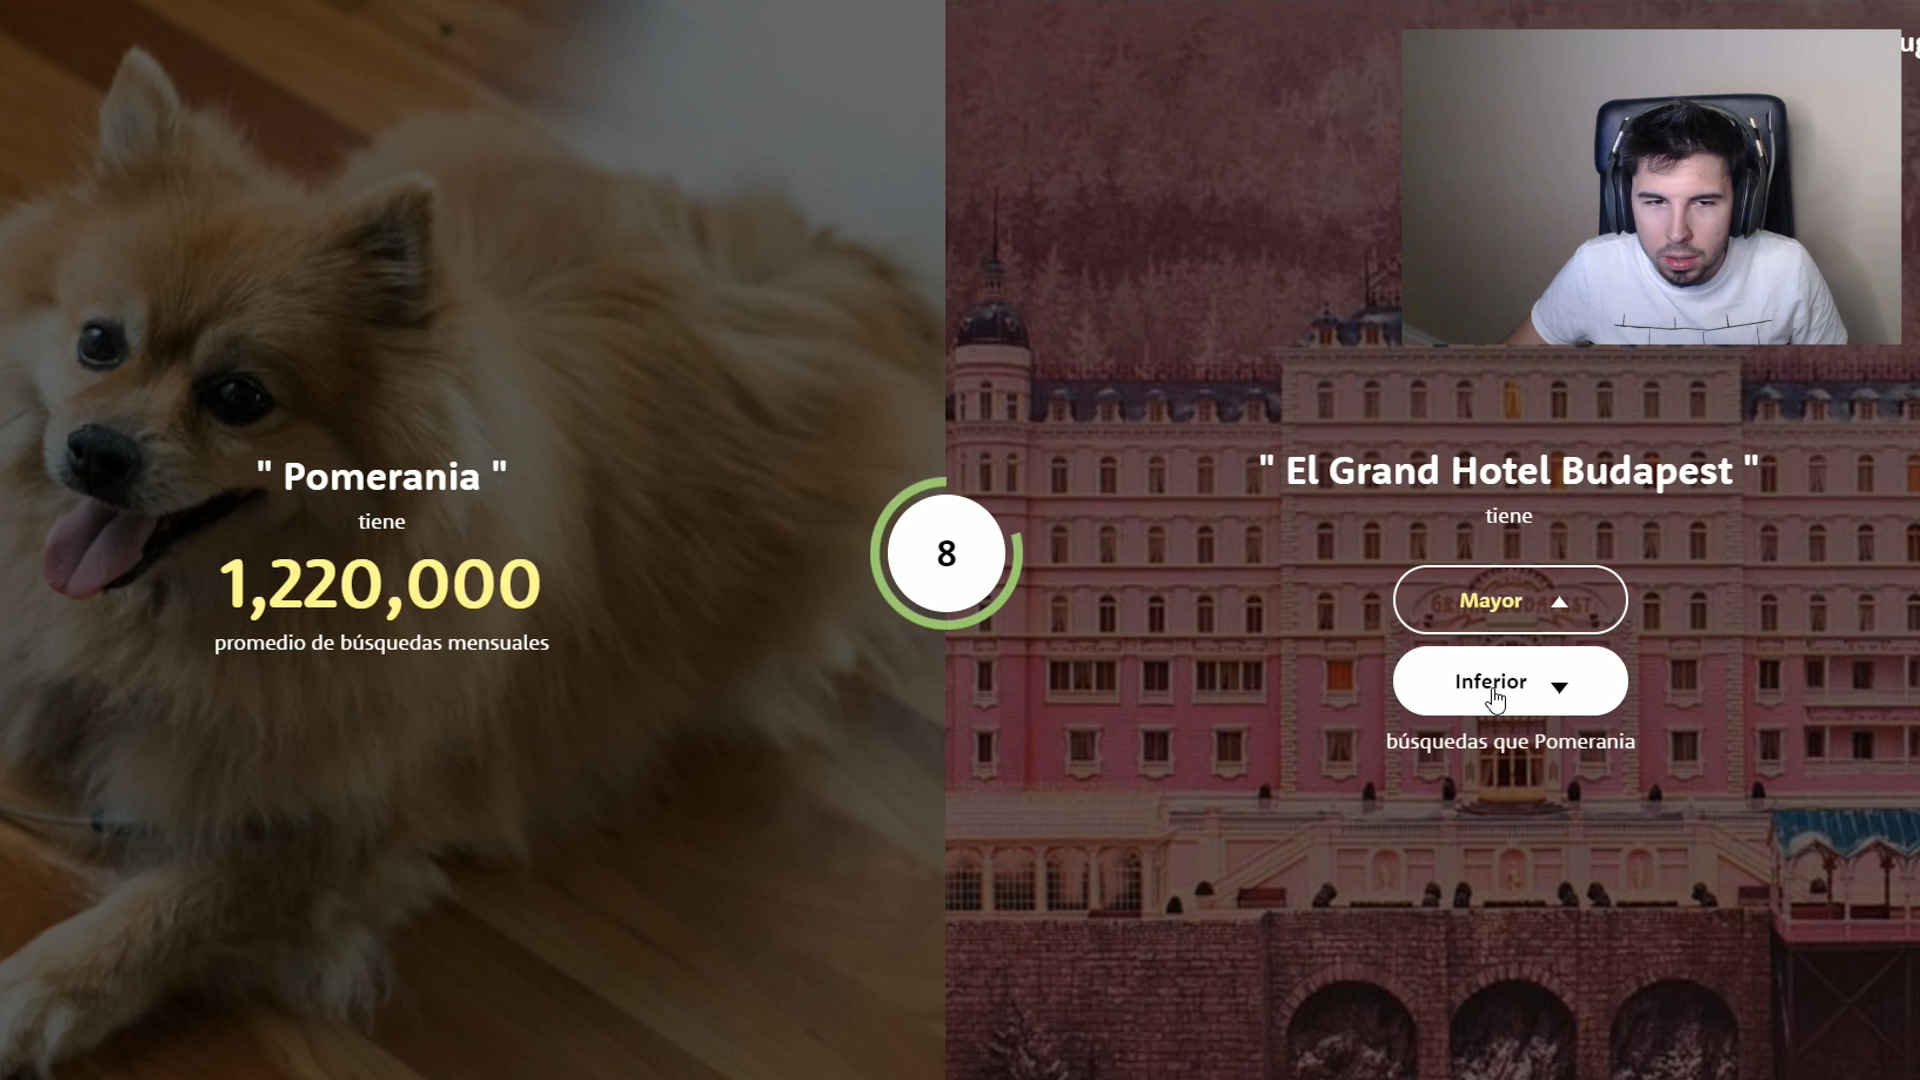 " Pomerania "
tiene
1,220,000
promedio de búsquedas mensuales
8
" El Grand Hotel Budapest "
tiene
Mayor
Inferior
búsquedas que Pomerania